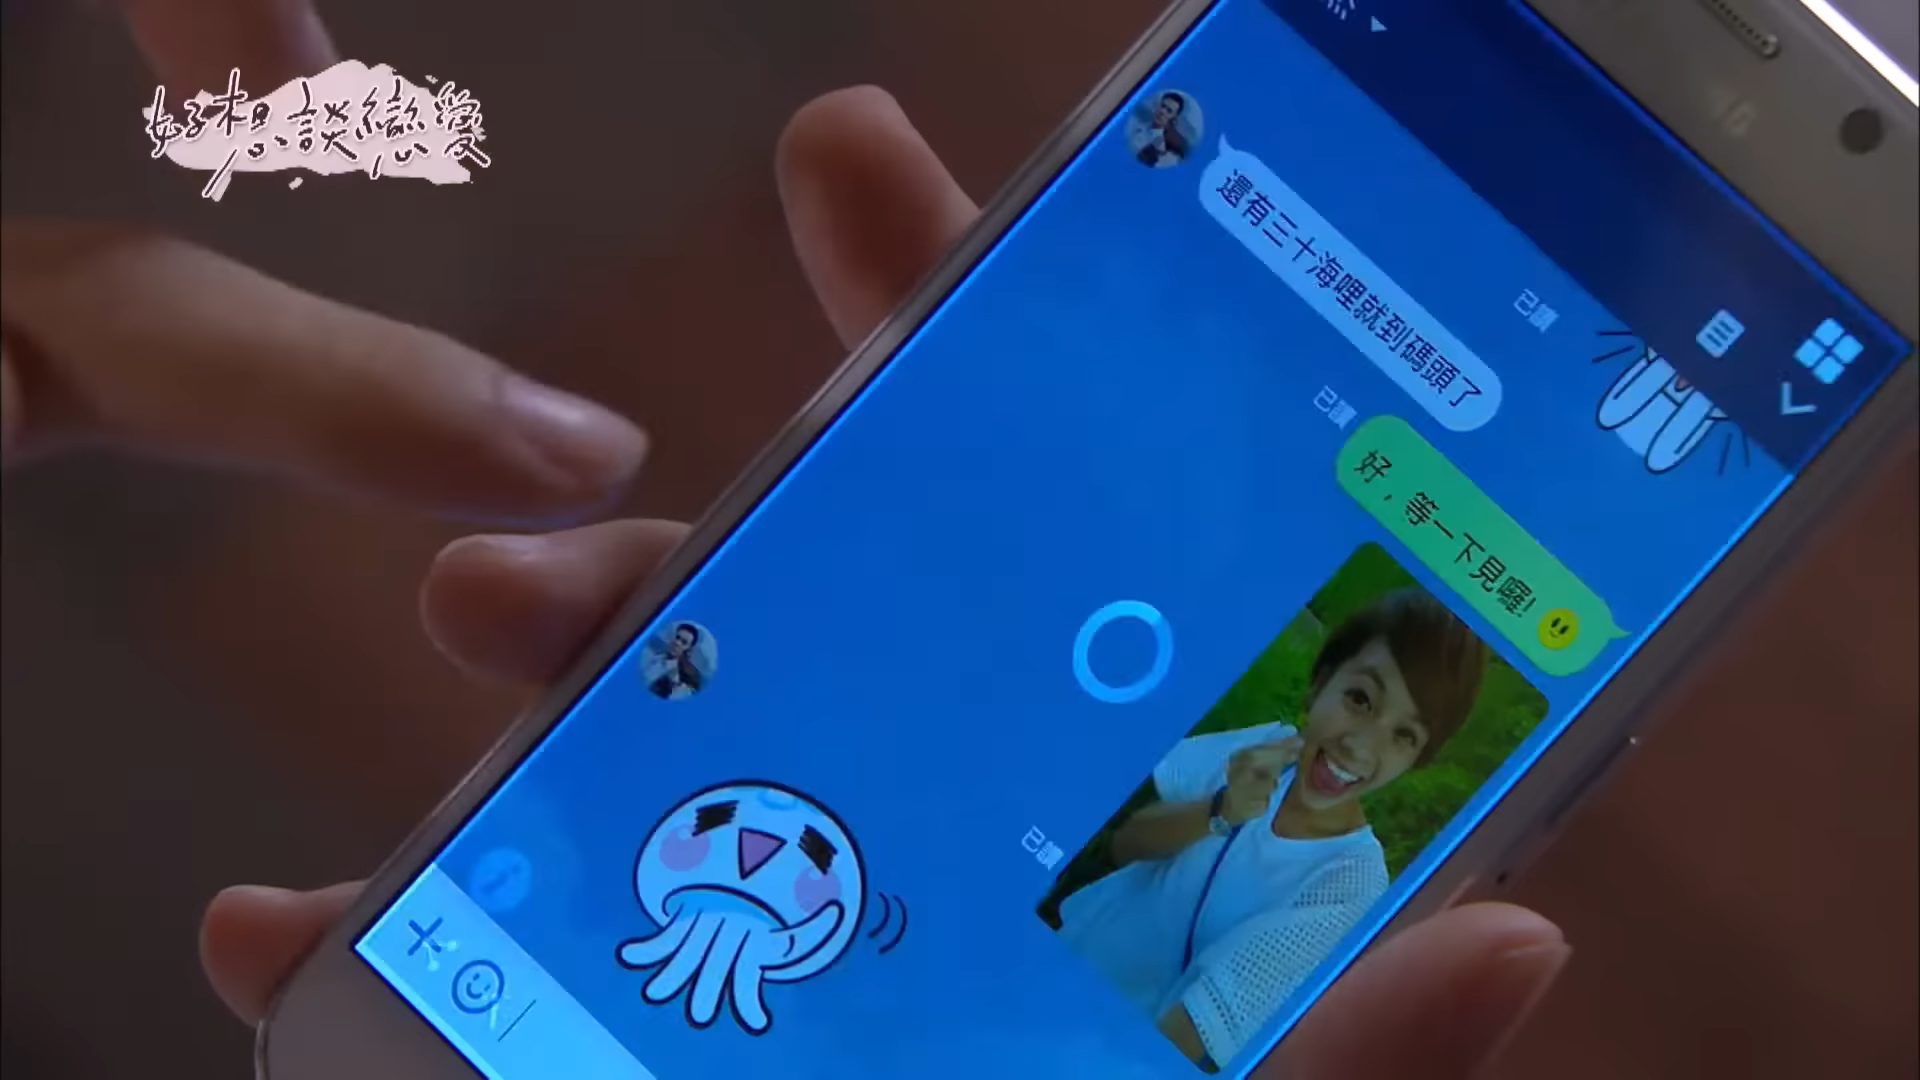 好想談戀愛
還有三十海哩就到碼頭了
已讀
已讀
好，等一下見囉!
已讀